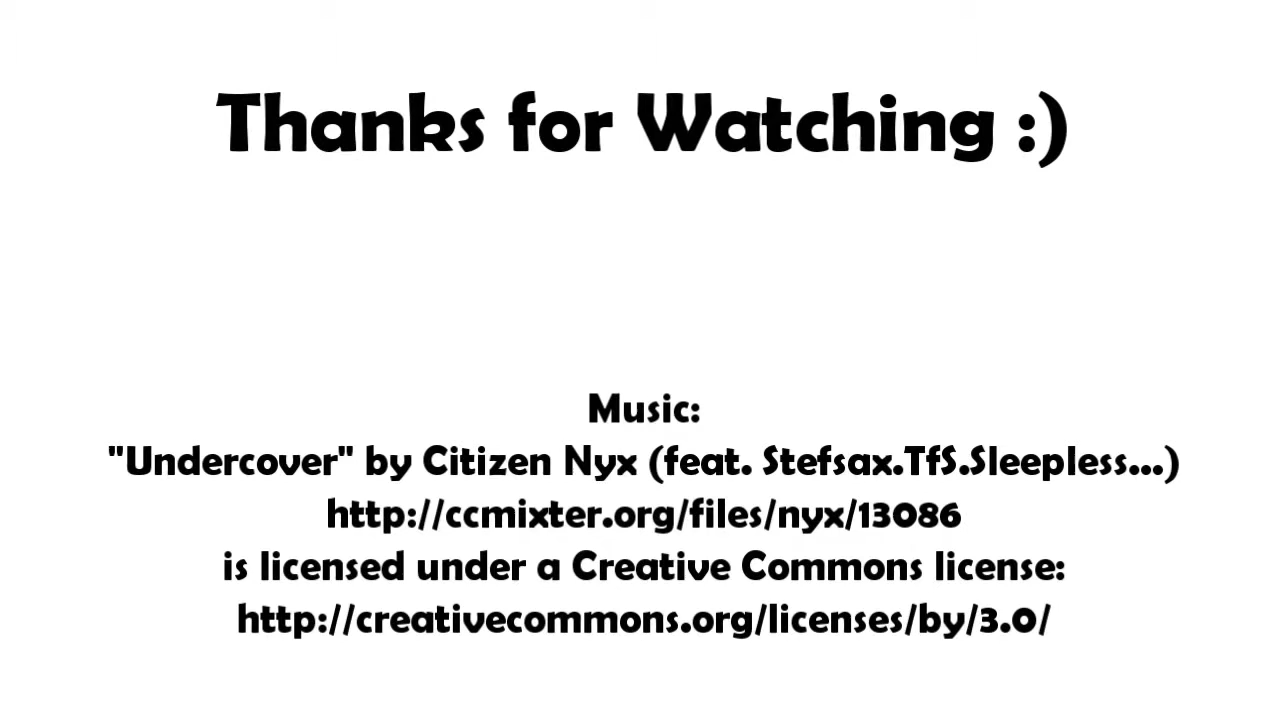 Thanks for Watching :)
Music:
"Undercover" by Citizen Nyx (feat. Stefsax.TfS.Sleepless...)
http://ccmixter.org/files/nyx/13086
is licensed under a Creative Commons license:
http://creativecommons.org/licenses/by/3.0/